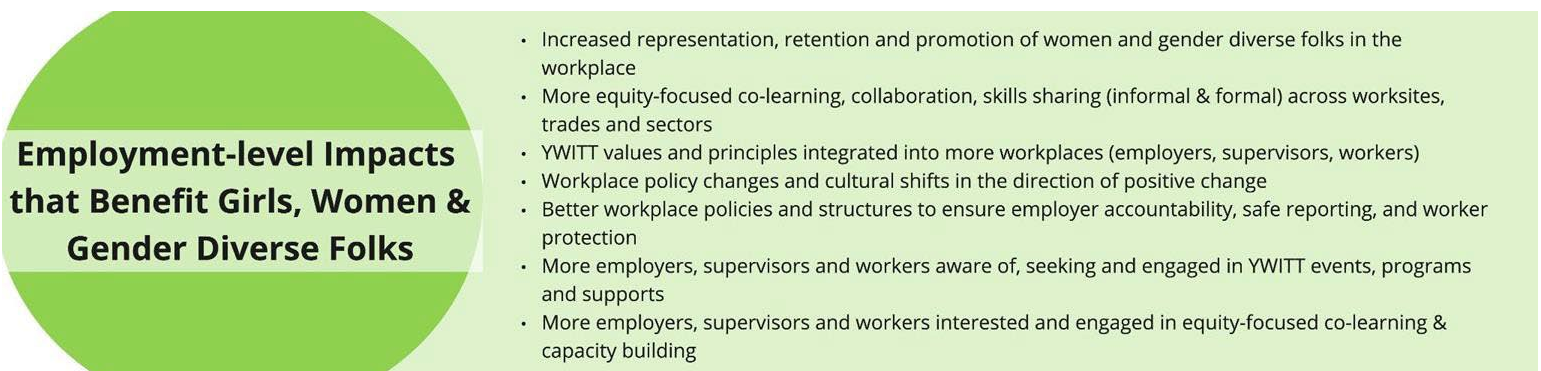 Employment-level Impacts
that Benefit Girls, Women &
Gender Diverse Folks
• Increased representation, retention and promotion of women and gender diverse folks in the
workplace
• More equity-focused co-learning, collaboration, skills sharing (informal & formal) across worksites,
trades and sectors
• YWITT values and principles integrated into more workplaces (employers, supervisors, workers)
• Workplace policy changes and cultural shifts in the direction of positive change
• Better workplace policies and structures to ensure employer accountability, safe reporting, and worker
protection
• More employers, supervisors and workers aware of, seeking and engaged in YWITT events, programs
and supports
• More employers, supervisors and workers interested and engaged in equity-focused co-learning &
capacity building